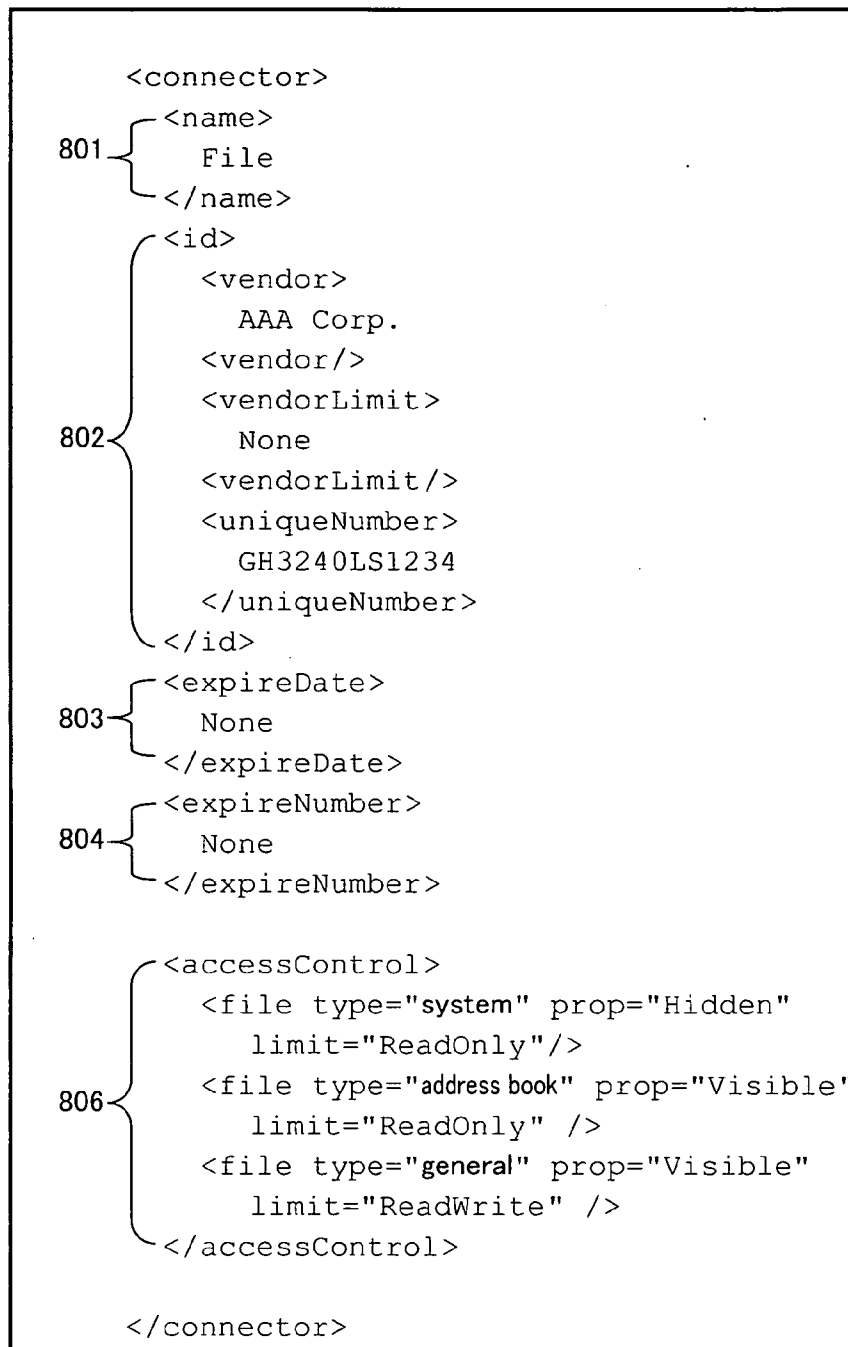 <connector>
<name>
801
File
</name>
<id>
<vendor>
AAA Corp.
<vendor/>
<vendorLimit>
802
None
<vendorLimit/>
<uniqueNumber>
GH3240LS1234
</uniqueNumber>
</id>
<expireDate>
803
None
</expireDate>
<expireNumber>
804
None
</expireNumber>
<accessControl>
<file type="system" prop="Hidden"
limit="ReadOnly"/>
<file type="address book" prop="Visible"
806
limit="ReadOnly" />
<file type="general" prop="Visible"
limit="ReadWrite" />
</accessControl>
</connector>